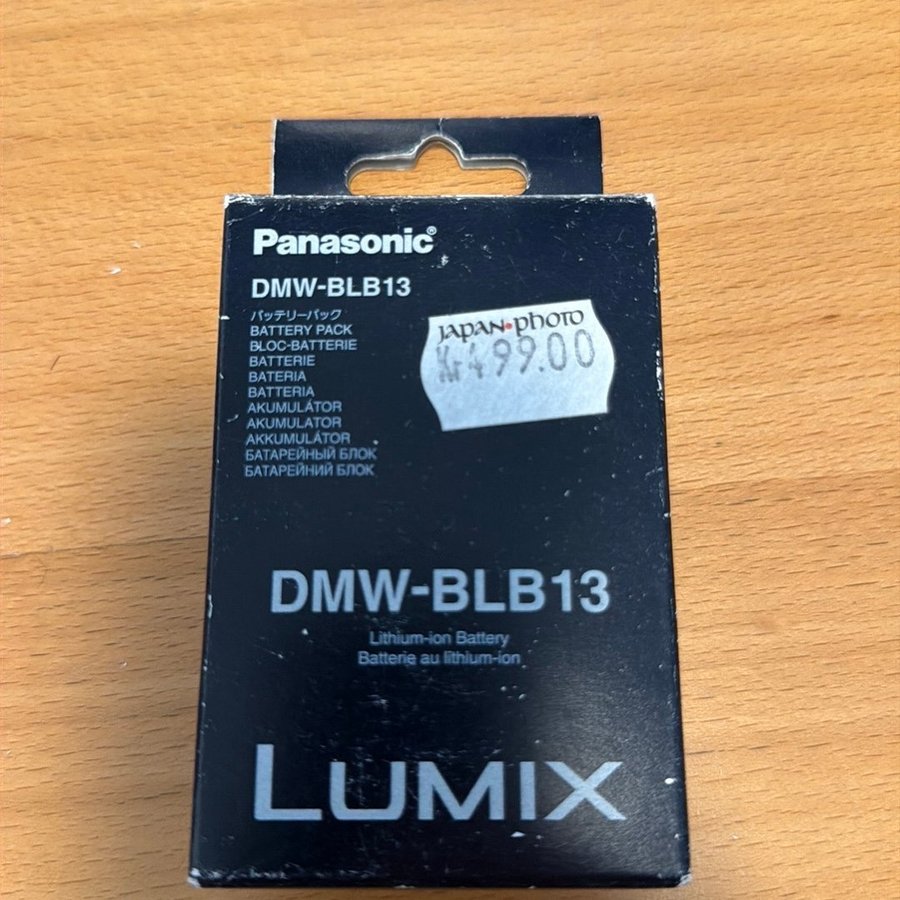 Panasonic®
DMW-BLB13
バッテリーパック
BATTERY PACK
BLOC-BATTERIE
BATTERIE
BATERIA
BATTERIA
AKUMULÁTOR
AKUMULATOR
AKKUMULÁTOR
БАТАРЕЙНЫЙ БЛОК
БАТАРЕЙНИЙ БЛОК
JAPAN•PHOTO
Kr499.00
DMW-BLB13
Lithium-ion Battery
Batterie au lithium-ion
LUMIX